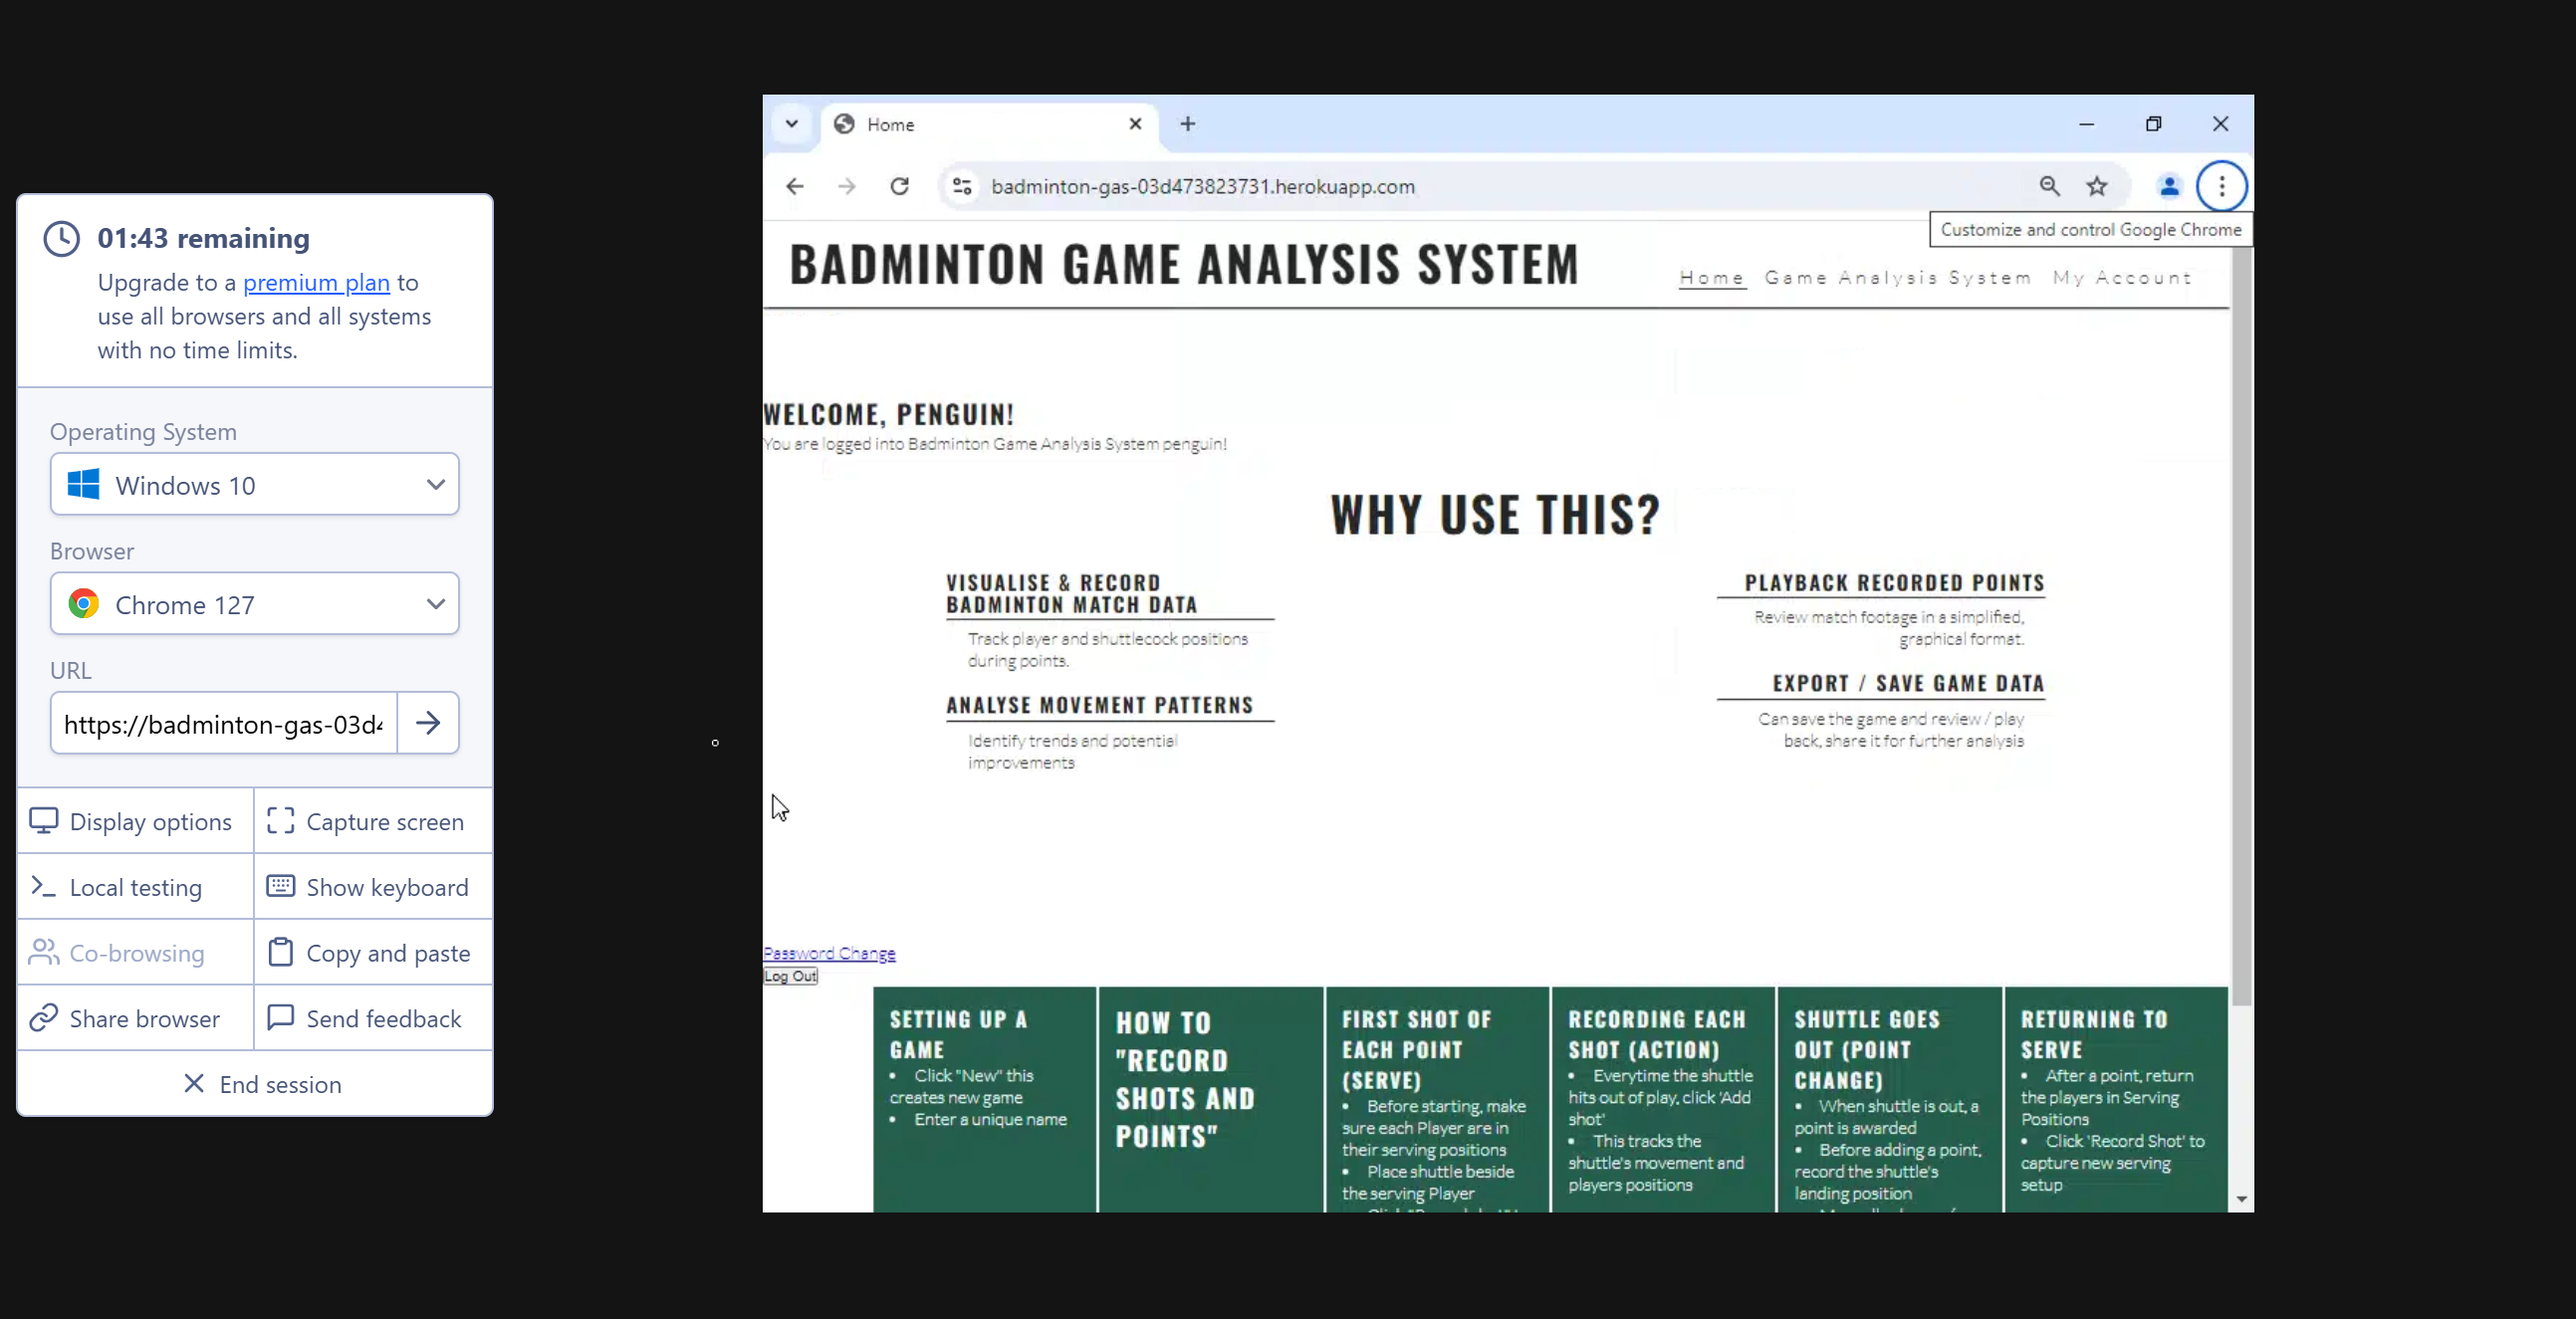 01:43 remaining
Upgrade to a premium plan to
use all browsers and all systems
with no time limits.
Operating System
Windows 10
Browser
Chrome 127
URL
https://badminton-gas-03d
Display options
Capture screen
Local testing
Show keyboard
Co-browsing
Copy and paste
Share browser
Send feedback
End session
Home
badminton-gas-03d473823731.herokuapp.com
Customize and control Google Chrome
BADMINTON GAME ANALYSIS SYSTEM
Home Game Analysis System My Account
WELCOME, PENGUIN!
You are logged into Badminton Game Analysis System penguin!
WHY USE THIS?
VISUALISE & RECORD
BADMINTON MATCH DATA
Track player and shuttlecock positions
during points.
ANALYSE MOVEMENT PATTERNS
Identify trends and potential
improvements
PLAYBACK RECORDED POINTS
Review match footage in a simplified,
graphical format.
EXPORT / SAVE GAME DATA
Can save the game and review / play
back, share it for further analysis
Password Change
Log Out
SETTING UP A
GAME
• Click "New" this
creates new game
• Enter a unique name
HOW TO
"RECORD
SHOTS AND
POINTS"
FIRST SHOT OF
EACH POINT
(SERVE)
• Before starting, make
sure each Player are in
their serving positions
• Place shuttle beside
the serving Player
RECORDING EACH
SHOT (ACTION)
• Everytime the shuttle
hits out of play, click 'Add
shot'
• This tracks the
shuttle's movement and
players positions
SHUTTLE GOES
OUT (POINT
CHANGE)
• When shuttle is out, a
point is awarded
• Before adding a point,
record the shuttle's
landing position
RETURNING TO
SERVE
• After a point, return
the players in Serving
Positions
• Click 'Record Shot' to
capture new serving
setup